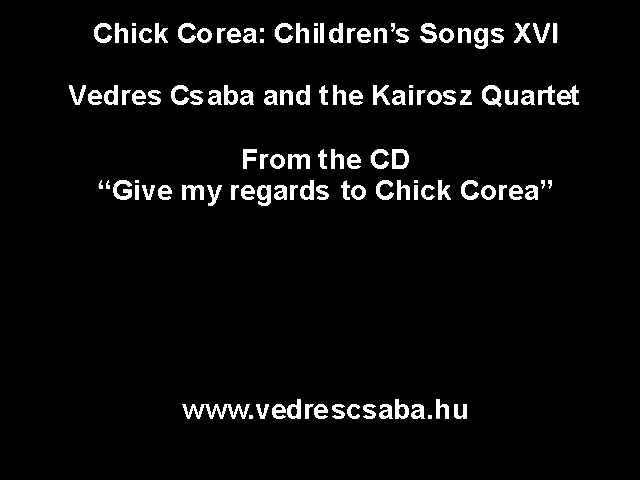 Chick Corea: Children’s Songs XVI
Vedres Csaba and the Kairosz Quartet
From the CD
“Give my regards to Chick Corea”
www.vedrescsaba.hu